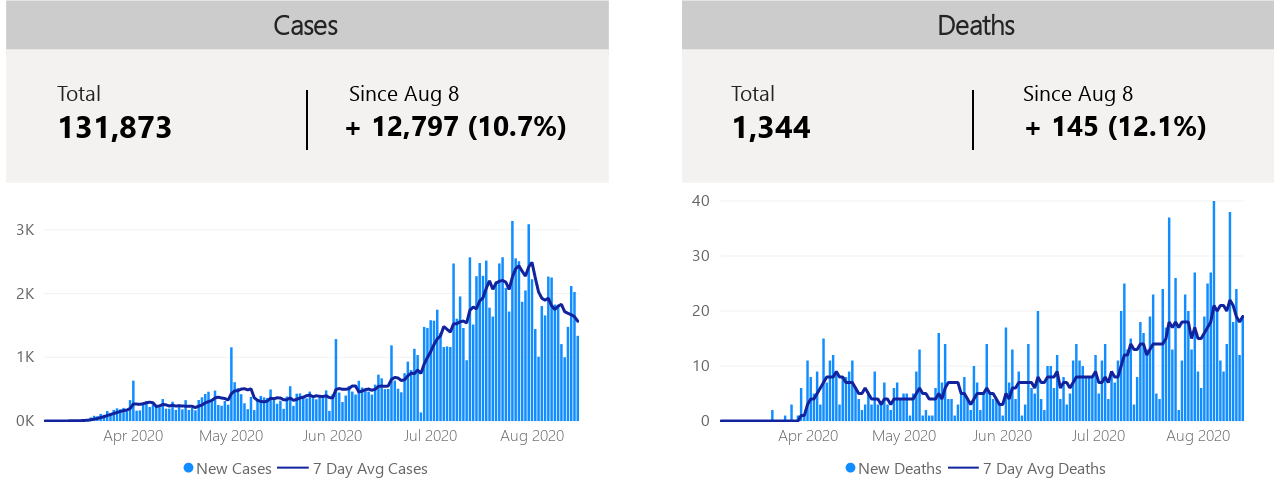 Cases
Total
131,873
Since Aug 8
+ 12,797 (10.7%)
3K
2K
1K
0K
Apr 2020 May 2020 Jun 2020 Jul 2020 Aug 2020
New Cases 7 Day Avg Cases
Deaths
Total
1,344
Since Aug 8
+ 145 (12.1%)
40
30
20
10
0
Apr 2020 May 2020 Jun 2020 Jul 2020 Aug 2020
New Deaths 7 Day Avg Deaths